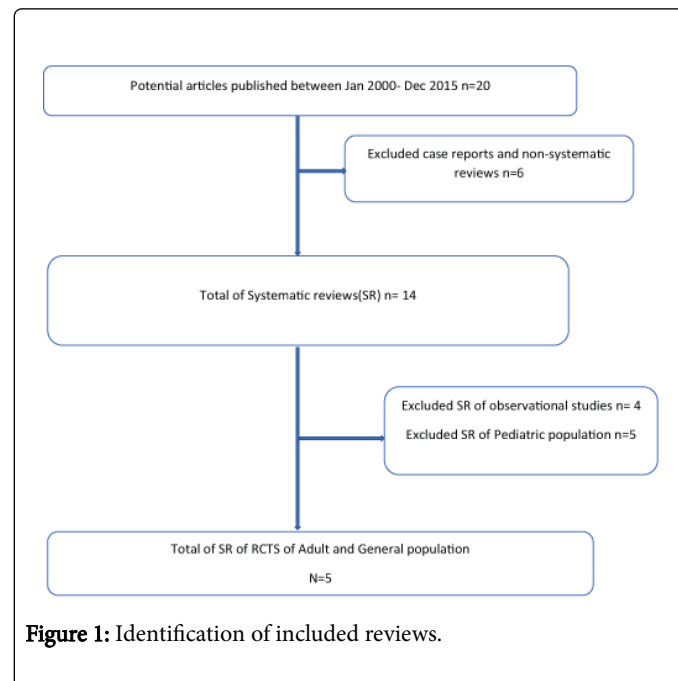 Potential articles published between Jan 2000- Dec 2015 n=20
Excluded case reports and non-systematic
reviews n=6
Total of Systematic reviews(SR) n= 14
Excluded SR of observational studies n= 4
Excluded SR of Pediatric population n=5
Total of SR of RCTS of Adult and General population
N=5
Figure 1: Identification of included reviews.